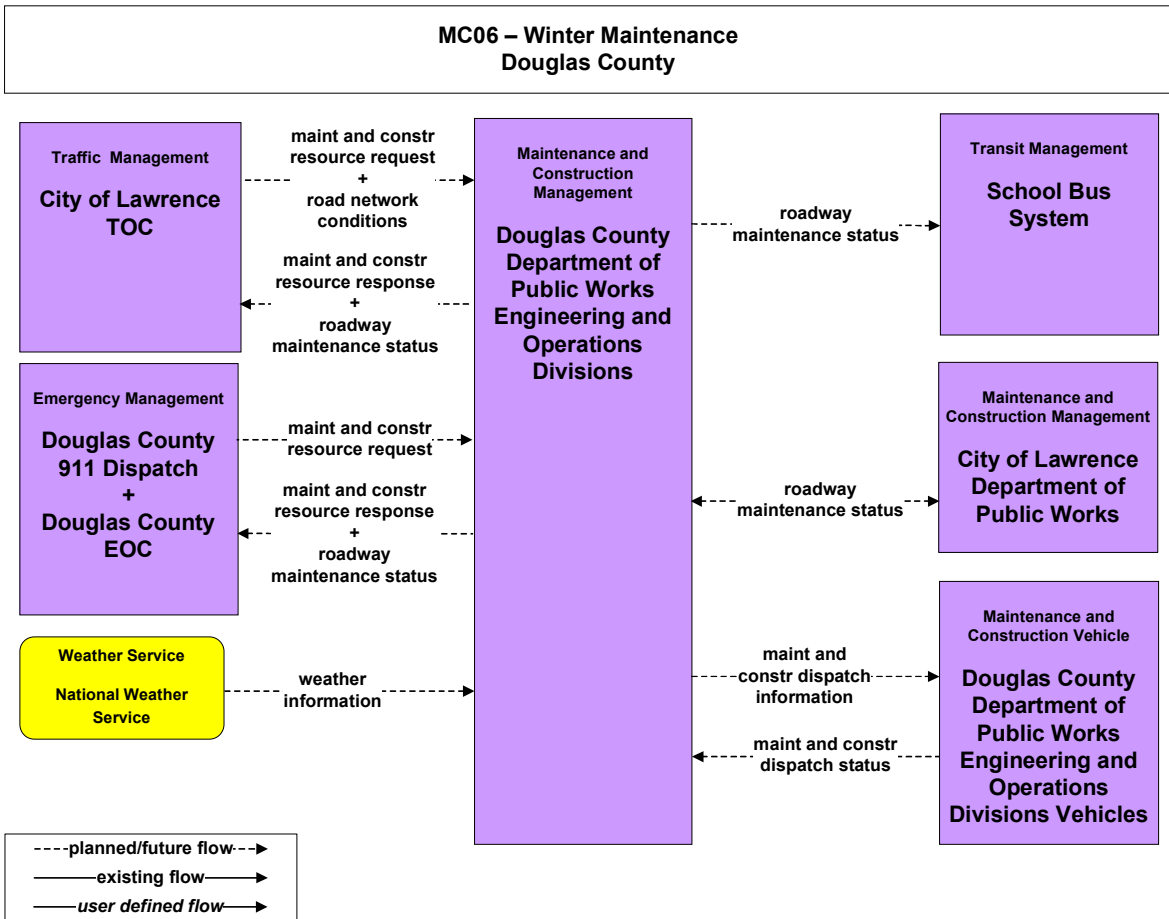 MC06 – Winter Maintenance
Douglas County
Traffic Management
City of Lawrence
TOC
maint and constr
resource request
+
road network
conditions
maint and constr
resource response
+
roadway
maintenance status
Emergency Management
Douglas County
911 Dispatch
+
Douglas County
EOC
maint and constr
resource request
maint and constr
resource response
+
roadway
maintenance status
Weather Service
National Weather
Service
weather
information
Maintenance and
Construction
Management
Douglas County
Department of
Public Works
Engineering and
Operations
Divisions
roadway
maintenance status
Transit Management
School Bus
System
roadway
maintenance status
Maintenance and
Construction Management
City of Lawrence
Department of
Public Works
maint and
constr dispatch
information
maint and constr
dispatch status
Maintenance and
Construction Vehicle
Douglas County
Department of
Public Works
Engineering and
Operations
Divisions Vehicles
planned/future flow
existing flow
user defined flow